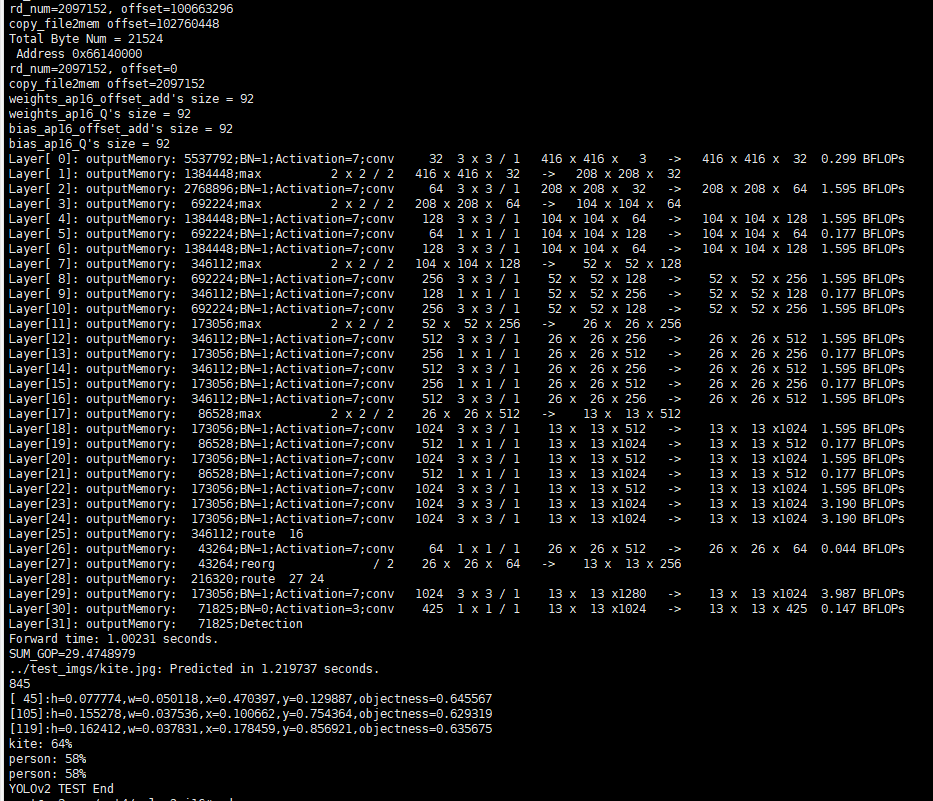 rd_num=2097152, offset=100663296
copy_file2mem offset=102760448
Total Byte Num = 21524
 Address 0x66140000
rd_num=2097152, offset=0
copy_file2mem offset=2097152
weights_ap16_offset_add's size = 92
weights_ap16_Q's size = 92
bias_ap16_offset_add's size = 92
bias_ap16_Q's size = 92
Layer[ 0]: outputMemory: 5537792;BN=1;Activation=7;conv     32  3 x 3 / 1   416 x 416 x   3   ->   416 x 416 x  32  0.299 BFLOPs
Layer[ 1]: outputMemory: 1384448;max          2 x 2 / 2   416 x 416 x  32   ->   208 x 208 x  32
Layer[ 2]: outputMemory: 2768896;BN=1;Activation=7;conv     64  3 x 3 / 1   208 x 208 x  32   ->   208 x 208 x  64  1.595 BFLOPs
Layer[ 3]: outputMemory:  692224;max          2 x 2 / 2   208 x 208 x  64   ->   104 x 104 x  64
Layer[ 4]: outputMemory: 1384448;BN=1;Activation=7;conv    128  3 x 3 / 1   104 x 104 x  64   ->   104 x 104 x 128  1.595 BFLOPs
Layer[ 5]: outputMemory:  692224;BN=1;Activation=7;conv     64  1 x 1 / 1   104 x 104 x 128   ->   104 x 104 x  64  0.177 BFLOPs
Layer[ 6]: outputMemory: 1384448;BN=1;Activation=7;conv    128  3 x 3 / 1   104 x 104 x  64   ->   104 x 104 x 128  1.595 BFLOPs
Layer[ 7]: outputMemory:  346112;max          2 x 2 / 2   104 x 104 x 128   ->    52 x  52 x 128
Layer[ 8]: outputMemory:  692224;BN=1;Activation=7;conv    256  3 x 3 / 1    52 x  52 x 128   ->    52 x  52 x 256  1.595 BFLOPs
Layer[ 9]: outputMemory:  346112;BN=1;Activation=7;conv    128  1 x 1 / 1    52 x  52 x 256   ->    52 x  52 x 128  0.177 BFLOPs
Layer[10]: outputMemory:  692224;BN=1;Activation=7;conv    256  3 x 3 / 1    52 x  52 x 128   ->    52 x  52 x 256  1.595 BFLOPs
Layer[11]: outputMemory:  173056;max          2 x 2 / 2    52 x  52 x 256   ->    26 x  26 x 256
Layer[12]: outputMemory:  346112;BN=1;Activation=7;conv    512  3 x 3 / 1    26 x  26 x 256   ->    26 x  26 x 512  1.595 BFLOPs
Layer[13]: outputMemory:  173056;BN=1;Activation=7;conv    256  1 x 1 / 1    26 x  26 x 512   ->    26 x  26 x 256  0.177 BFLOPs
Layer[14]: outputMemory:  346112;BN=1;Activation=7;conv    512  3 x 3 / 1    26 x  26 x 256   ->    26 x  26 x 512  1.595 BFLOPs
Layer[15]: outputMemory:  173056;BN=1;Activation=7;conv    256  1 x 1 / 1    26 x  26 x 512   ->    26 x  26 x 256  0.177 BFLOPs
Layer[16]: outputMemory:  346112;BN=1;Activation=7;conv    512  3 x 3 / 1    26 x  26 x 256   ->    26 x  26 x 512  1.595 BFLOPs
Layer[17]: outputMemory:   86528;max          2 x 2 / 2    26 x  26 x 512   ->    13 x  13 x 512
Layer[18]: outputMemory:  173056;BN=1;Activation=7;conv   1024  3 x 3 / 1    13 x  13 x 512   ->    13 x  13 x1024  1.595 BFLOPs
Layer[19]: outputMemory:   86528;BN=1;Activation=7;conv    512  1 x 1 / 1    13 x  13 x1024   ->    13 x  13 x 512  0.177 BFLOPs
Layer[20]: outputMemory:  173056;BN=1;Activation=7;conv   1024  3 x 3 / 1    13 x  13 x 512   ->    13 x  13 x1024  1.595 BFLOPs
Layer[21]: outputMemory:   86528;BN=1;Activation=7;conv    512  1 x 1 / 1    13 x  13 x1024   ->    13 x  13 x 512  0.177 BFLOPs
Layer[22]: outputMemory:  173056;BN=1;Activation=7;conv   1024  3 x 3 / 1    13 x  13 x 512   ->    13 x  13 x1024  1.595 BFLOPs
Layer[23]: outputMemory:  173056;BN=1;Activation=7;conv   1024  3 x 3 / 1    13 x  13 x1024   ->    13 x  13 x1024  3.190 BFLOPs
Layer[24]: outputMemory:  173056;BN=1;Activation=7;conv   1024  3 x 3 / 1    13 x  13 x1024   ->    13 x  13 x1024  3.190 BFLOPs
Layer[25]: outputMemory:  346112;route  16
Layer[26]: outputMemory:   43264;BN=1;Activation=7;conv     64  1 x 1 / 1    26 x  26 x 512   ->    26 x  26 x  64  0.044 BFLOPs
Layer[27]: outputMemory:   43264;reorg              / 2    26 x  26 x  64   ->    13 x  13 x 256
Layer[28]: outputMemory:  216320;route  27 24
Layer[29]: outputMemory:  173056;BN=1;Activation=7;conv   1024  3 x 3 / 1    13 x  13 x1280   ->    13 x  13 x1024  3.987 BFLOPs
Layer[30]: outputMemory:   71825;BN=0;Activation=3;conv    425  1 x 1 / 1    13 x  13 x1024   ->    13 x  13 x 425  0.147 BFLOPs
Layer[31]: outputMemory:   71825;Detection
Forward time: 1.00231 seconds.
SUM_GOP=29.4748979
../test_imgs/kite.jpg: Predicted in 1.219737 seconds.
845
[ 45]:h=0.077774,w=0.050118,x=0.470397,y=0.129887,objectness=0.645567
[105]:h=0.155278,w=0.037536,x=0.100662,y=0.754364,objectness=0.629319
[119]:h=0.162412,w=0.037831,x=0.178459,y=0.856921,objectness=0.635675
kite: 64%
person: 58%
person: 58%
YOLOv2 TEST End